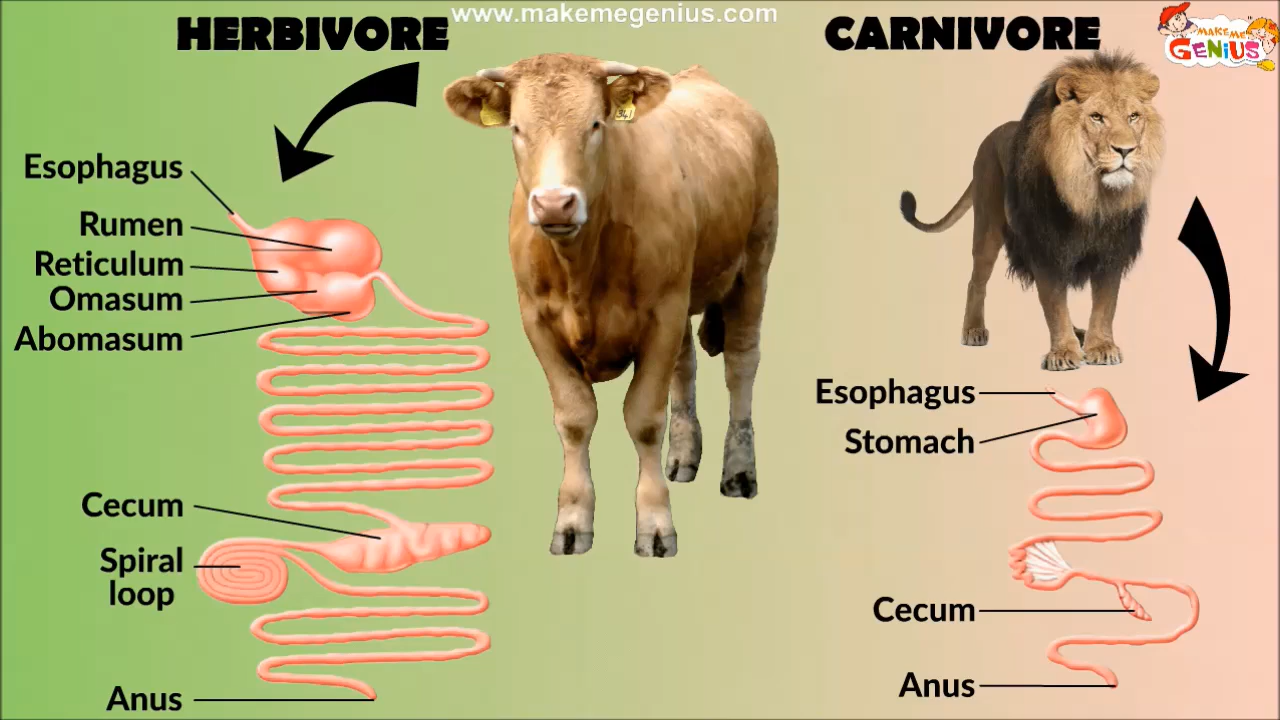 www.makemegenius.com
HERBIVORE
CARNIVORE
MAKE ME
GENiUS
341
Esophagus
Rumen
Reticulum
Omasum
Abomasum
Cecum
Spiral
loop
Anus
Esophagus
Stomach
Cecum
Anus